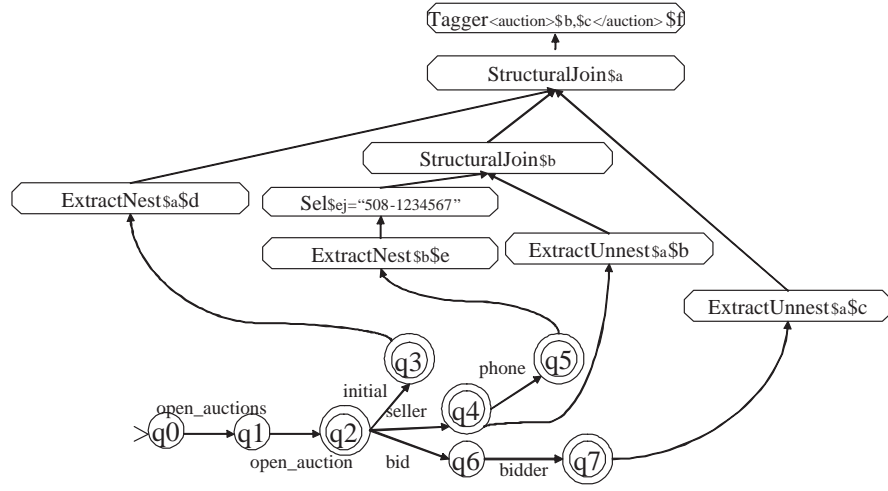 Tagger<auction>$b,$c</auction> $f
StructuralJoin$a
StructuralJoin$b
ExtractNest$a$d
Sel$ej=“508-1234567”
ExtractNest$b$e
ExtractUnnest$a$b
ExtractUnnest$a$c
q3
q5
phone
initial
open_auctions
seller
q4
q0
q1
q2
open_auction
bid
q6
bidder
q7